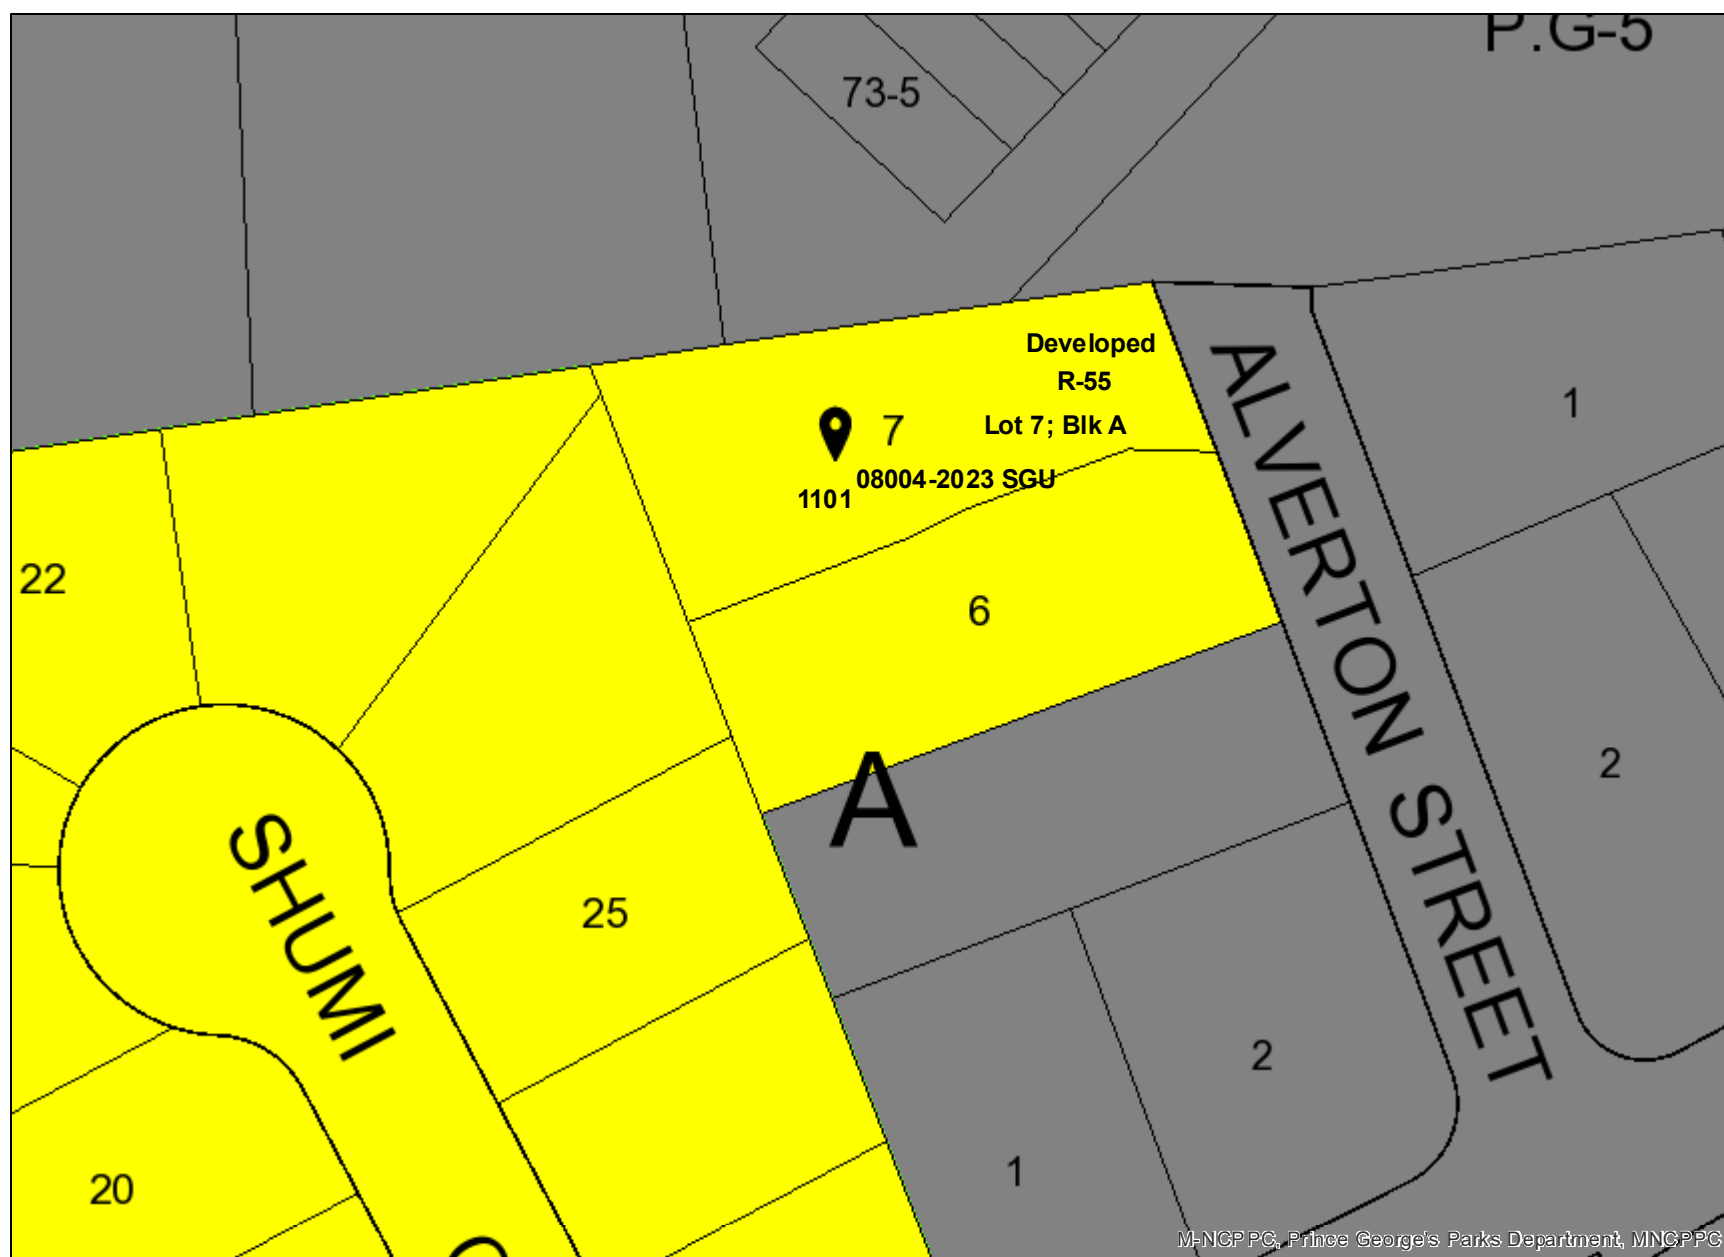 P.G-5
73-5
Developed
R-55
Lot 7; Blk A
7
08004-2023 SGU
1101
ALVERTON STREET
1
22
6
2
A
SHUMI
25
2
20
1
M-NCPPC, Prince George's Parks Department, MNCPPC